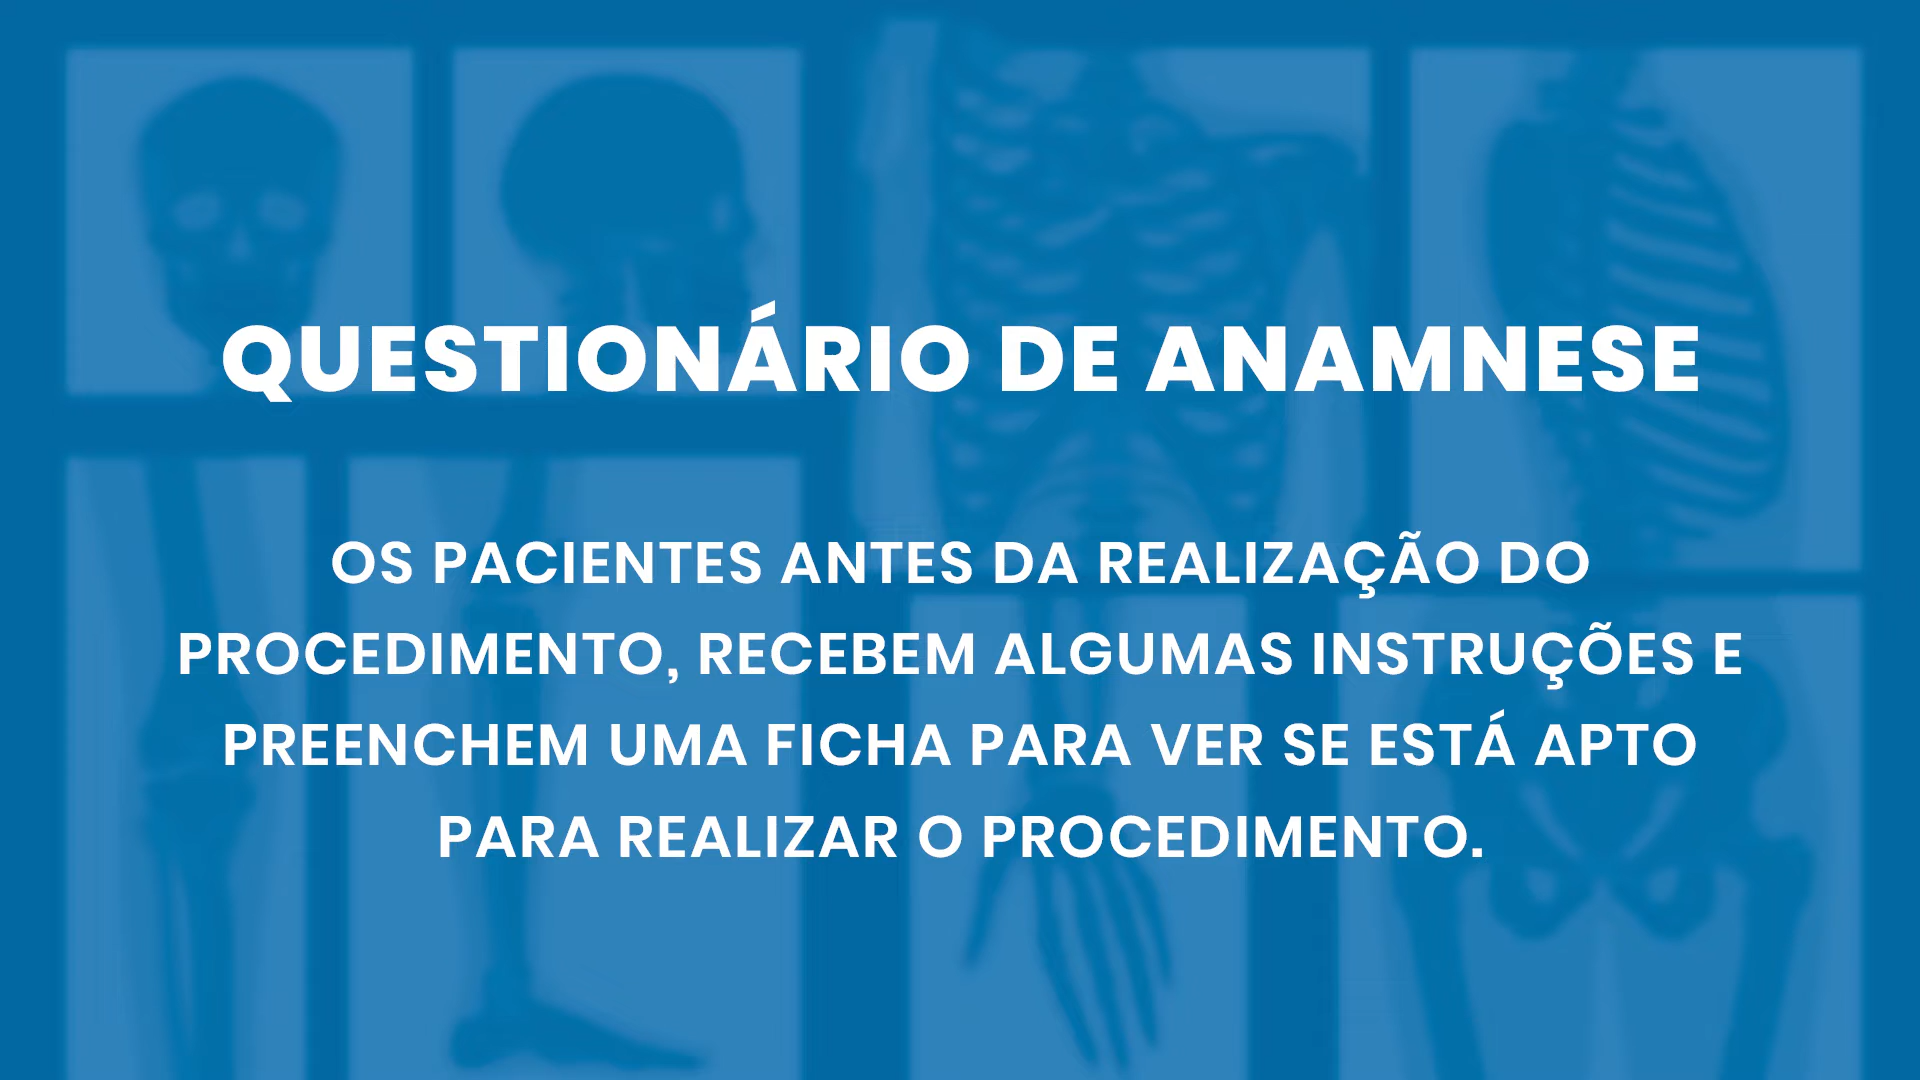 QUESTIONÁRIO DE ANAMNESE
OS PACIENTES ANTES DA REALIZAÇÃO DO
PROCEDIMENTO, RECEBEM ALGUMAS INSTRUÇÕES E
PREENCHEM UMA FICHA PARA VER SE ESTÁ APTO
PARA REALIZAR O PROCEDIMENTO.